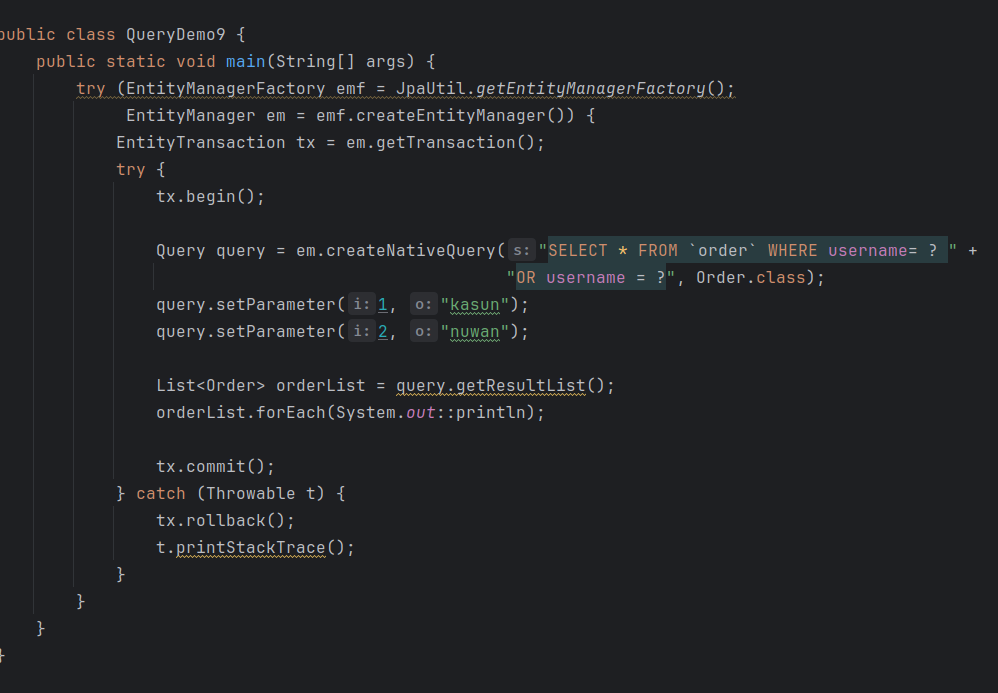 public class QueryDemo9 {
    public static void main(String[] args) {
        try (EntityManagerFactory emf = JpaUtil.getEntityManagerFactory();
             EntityManager em = emf.createEntityManager()) {
            EntityTransaction tx = em.getTransaction();
            try {
                tx.begin();
                Query query = em.createNativeQuery( s: "SELECT * FROM `order` WHERE username= ? " +
                                                   "OR username = ?", Order.class);
                query.setParameter( i: 1, o: "kasun");
                query.setParameter( i: 2, o: "nuwan");
                List<Order> orderList = query.getResultList();
                orderList.forEach(System.out::println);
                tx.commit();
            } catch (Throwable t) {
                tx.rollback();
                t.printStackTrace();
            }
        }
    }
}